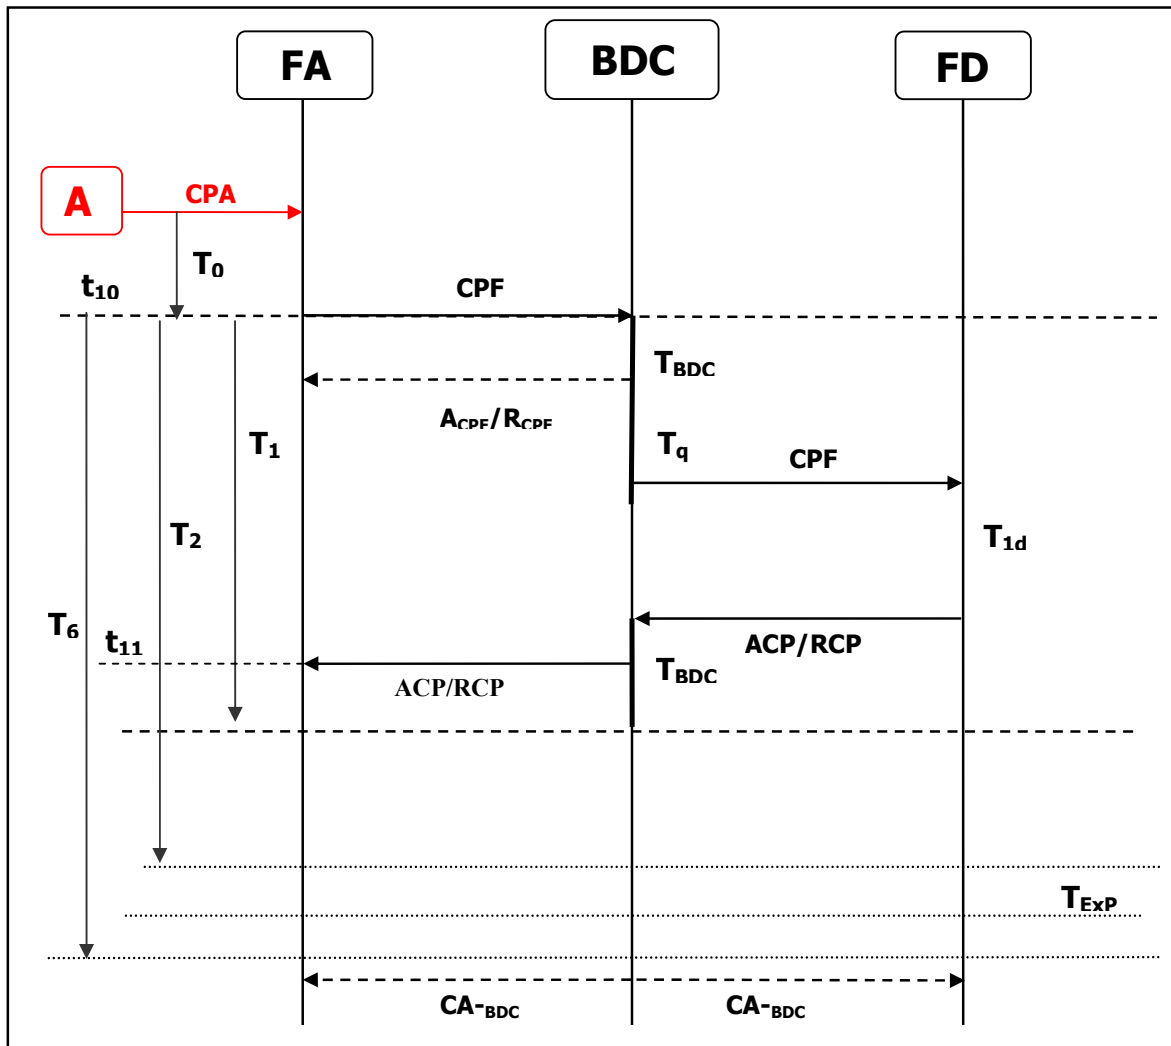 FA BDC FD
A CPA
T0
t10 CPF
TBDC
ACPF/RCPF
T1 Tq CPF
T2 T1d
T6
t11 ACP/RCP
TBDC
ACP/RCP
TExP
CA-BDC CA-BDC